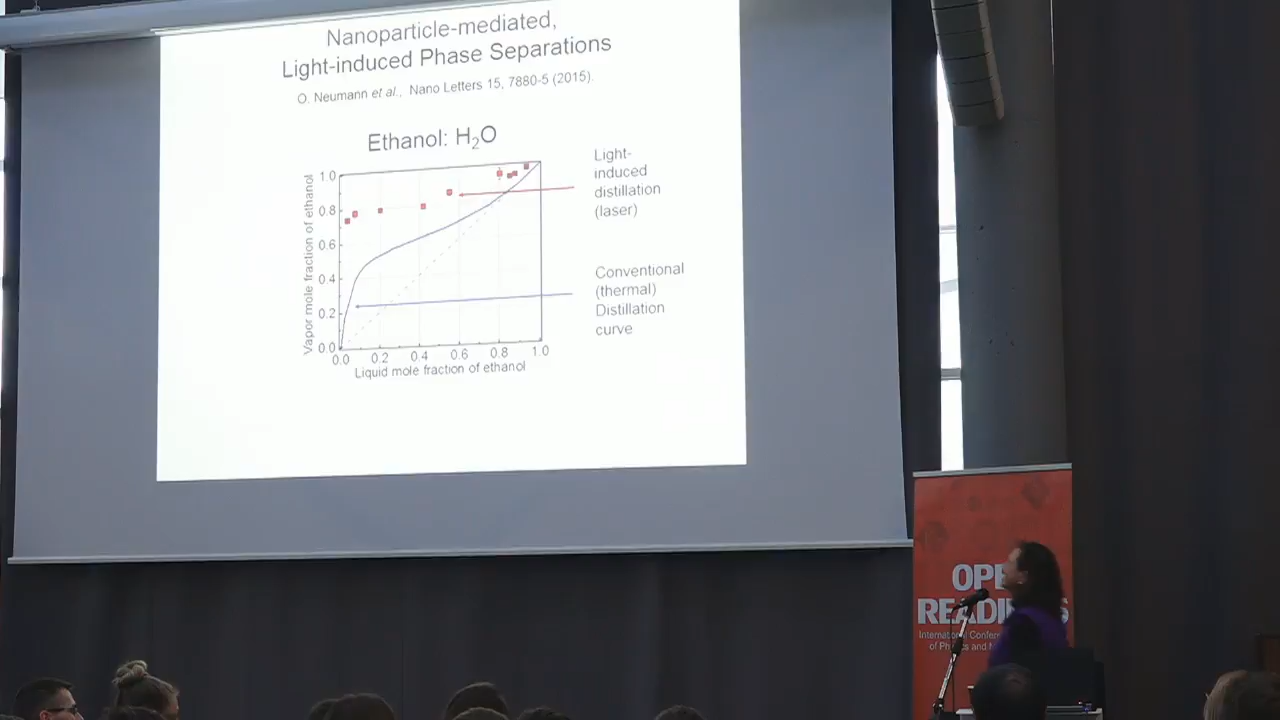 Nanoparticle-mediated,
Light-induced Phase Separations
O. Neumann et al., Nano Letters 15, 7880-5 (2015).
Ethanol: H₂O
Vapor mole fraction of ethanol
1.0
0.8
0.6
0.4
0.2
0.0
0.0 0.2 0.4 0.6 0.8 1.0
Liquid mole fraction of ethanol
Light-
induced
distillation
(laser)
Conventional
(thermal)
Distillation
curve
International
of and